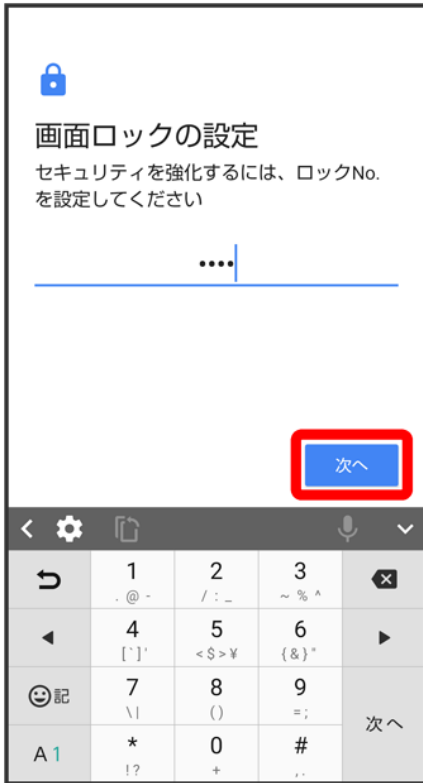 画面ロックの設定
セキュリティを強化するには、ロックNo.
を設定してください
••••
次へ
1 2 3
. @ - / : _ ~ % ^
4 5 6
[`]' < $ > ¥ {&}"
記 7 8 9
\| () = ;
次へ
A1 * 0 #
!? + ,.